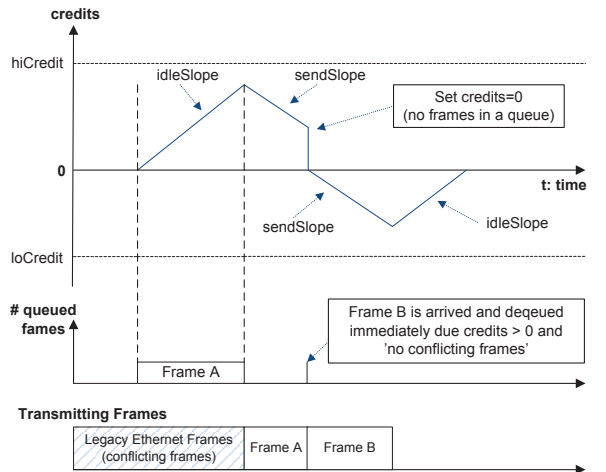 credits
hiCredit
idleSlope
sendSlope
Set credits=0
(no frames in a queue)
0
t: time
sendSlope
idleSlope
loCredit
# queued
fames
Frame B is arrived and deqeued
immediately due credits > 0 and
'no conflicting frames'
Frame A
Transmitting Frames
Legacy Ethernet Frames
(conflicting frames)
Frame A
Frame B